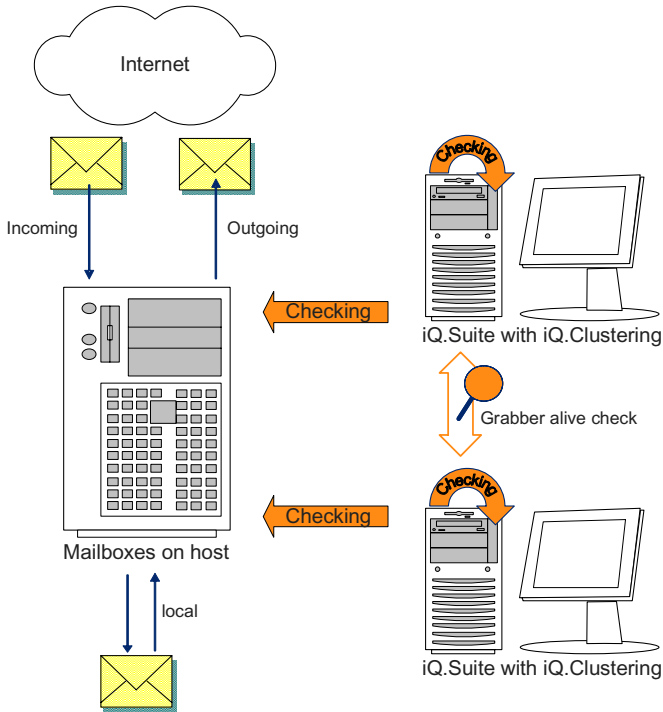 Internet
Incoming
Outgoing
Checking
Checking
iQ.Suite with iQ.Clustering
Grabber alive check
Checking
Checking
Mailboxes on host
local
iQ.Suite with iQ.Clustering